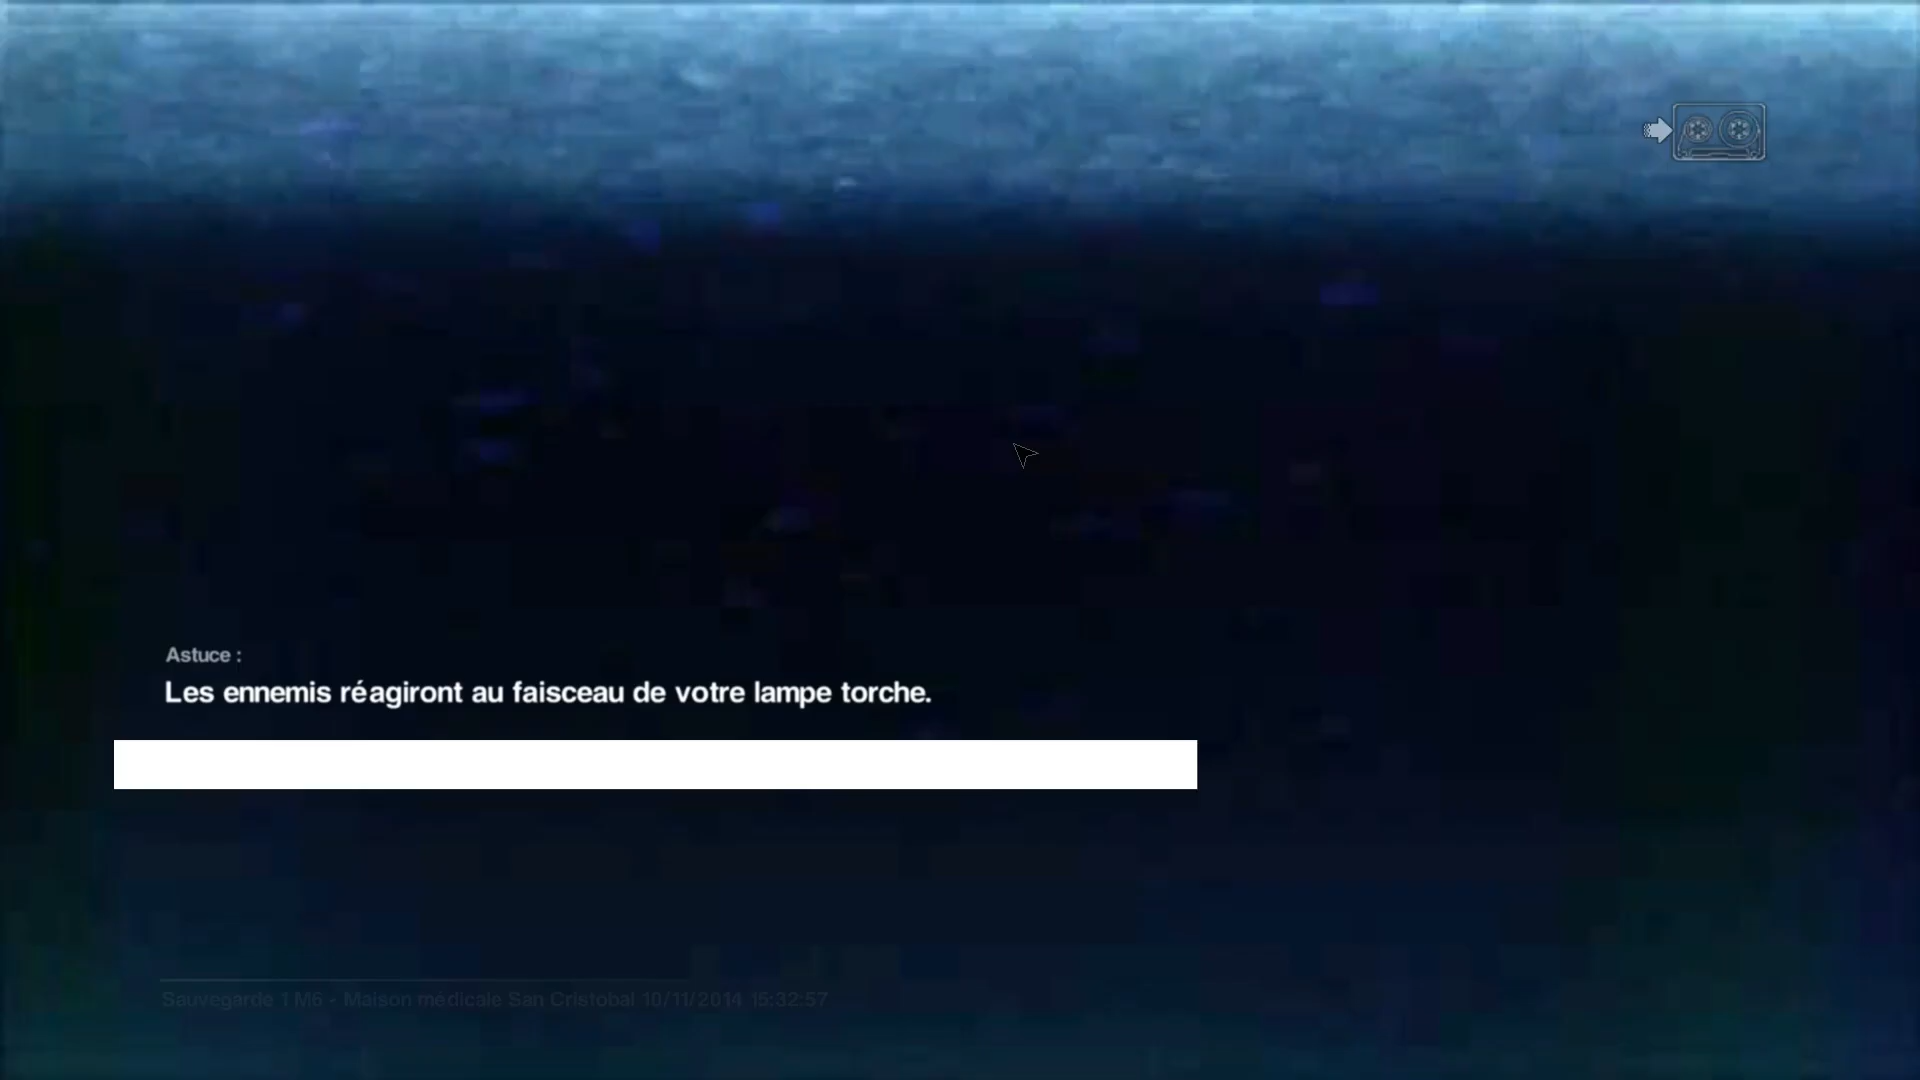 Astuce :
Les ennemis réagiront au faisceau de votre lampe torche.
Sauvegarde 1 M6 - Maison médicale San Cristobal 10/11/2014 15:32:57